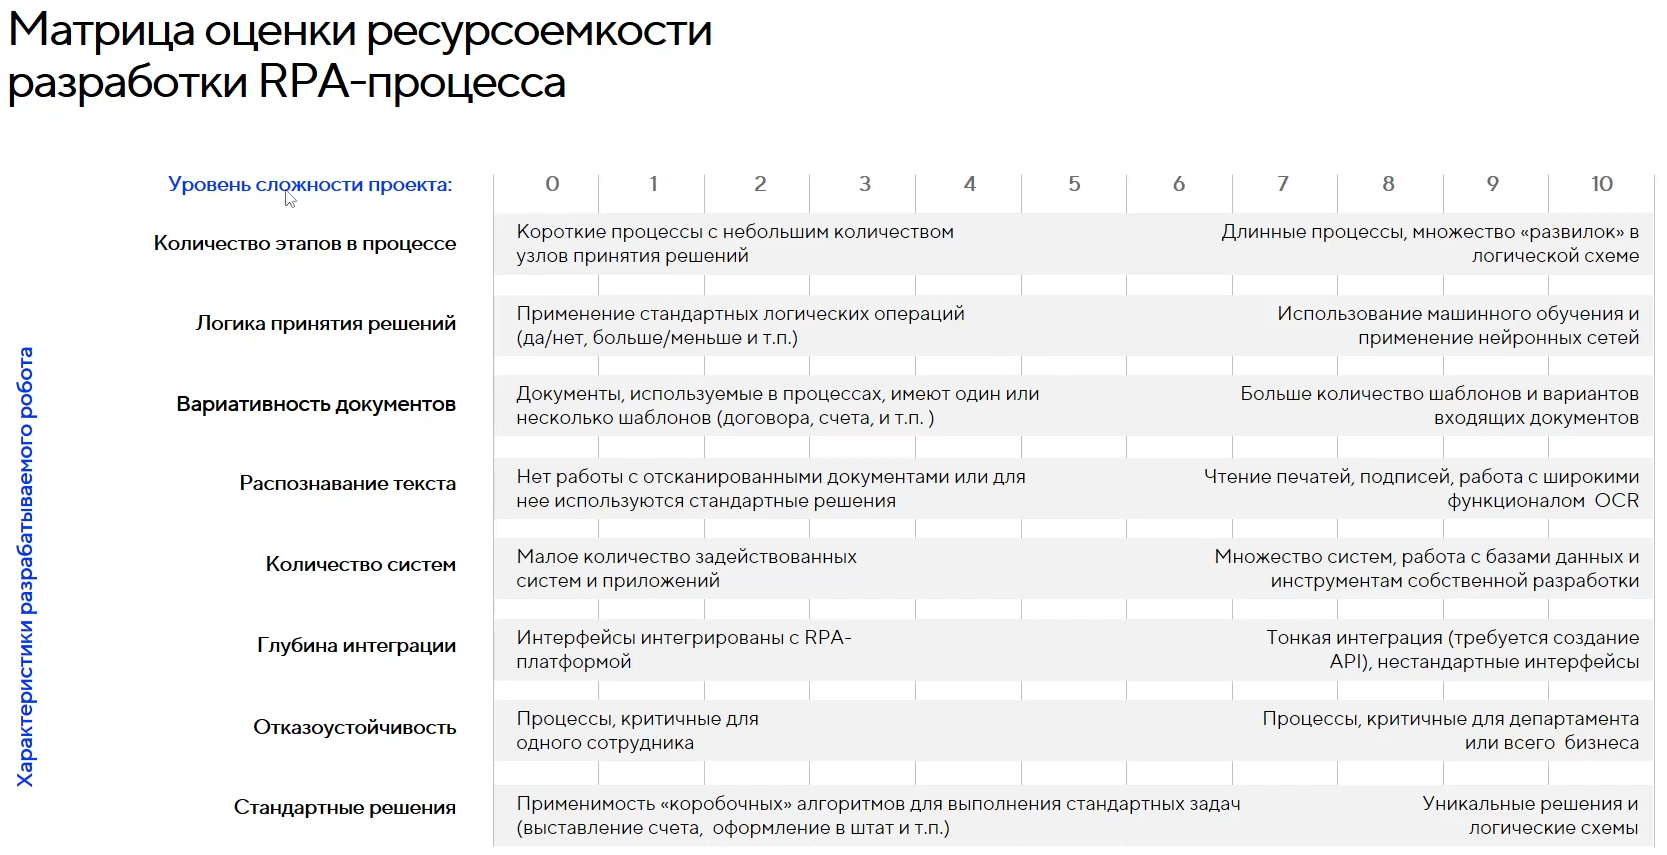 Матрица оценки ресурсоемкости
разработки RPA-процесса
Уровень сложности проекта:
0 1 2 3 4 5 6 7 8 9 10
Характеристики разрабатываемого робота
Количество этапов в процессе
Короткие процессы с небольшим количеством
узлов принятия решений
Длинные процессы, множество «развилок» в
логической схеме
Логика принятия решений
Применение стандартных логических операций
(да/нет, больше/меньше и т.п.)
Использование машинного обучения и
применение нейронных сетей
Вариативность документов
Документы, используемые в процессах, имеют один или
несколько шаблонов (договора, счета, и т.п. )
Больше количество шаблонов и вариантов
входящих документов
Распознавание текста
Нет работы с отсканированными документами или для
нее используются стандартные решения
Чтение печатей, подписей, работа с широкими
функционалом OCR
Количество систем
Малое количество задействованных
систем и приложений
Множество систем, работа с базами данных и
инструментам собственной разработки
Глубина интеграции
Интерфейсы интегрированы с RPA-
платформой
Тонкая интеграция (требуется создание
API), нестандартные интерфейсы
Отказоустойчивость
Процессы, критичные для
одного сотрудника
Процессы, критичные для департамента
или всего бизнеса
Стандартные решения
Применимость «коробочных» алгоритмов для выполнения стандартных задач
(выставление счета, оформление в штат и т.п.)
Уникальные решения и
логические схемы